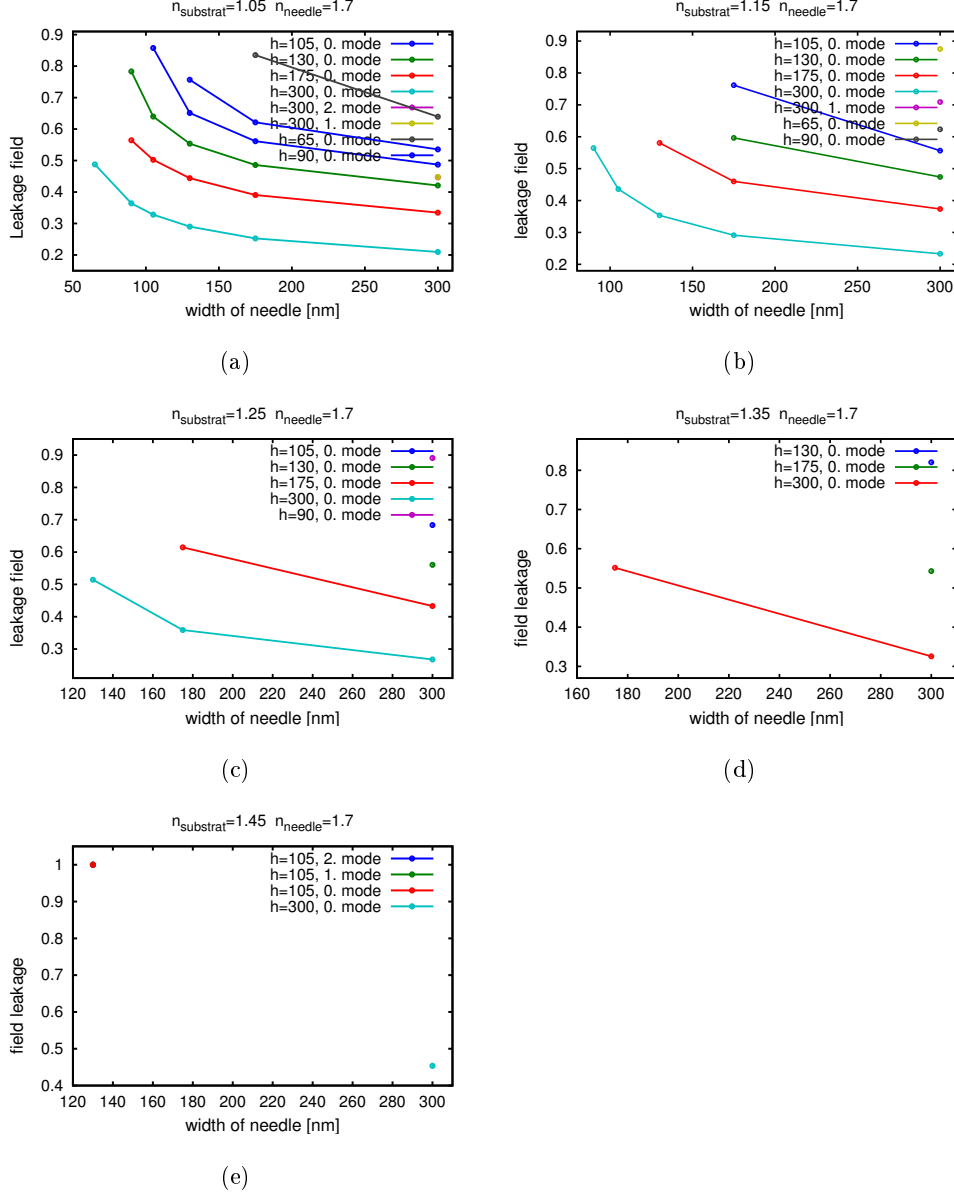 n_substrat=1.05 n_needle=1.7
0.9
0.8
0.7
0.6
0.5
0.4
0.3
0.2
Leakage field
h=105, 0. mode
h=130, 0. mode
h=175, 0. mode
h=300, 0. mode
h=300, 2. mode
h=300, 1. mode
h=65, 0. mode
h=90, 0. mode
50 100 150 200 250 300
width of needle [nm]
(a)
n_substrat=1.15 n_needle=1.7
0.9
0.8
0.7
0.6
0.5
0.4
0.3
0.2
leakage field
h=105, 0. mode
h=130, 0. mode
h=175, 0. mode
h=300, 0. mode
h=300, 1. mode
h=65, 0. mode
h=90, 0. mode
100 150 200 250 300
width of needle [nm]
(b)
n_substrat=1.25 n_needle=1.7
0.9
0.8
0.7
0.6
0.5
0.4
0.3
leakage field
h=105, 0. mode
h=130, 0. mode
h=175, 0. mode
h=300, 0. mode
h=90, 0. mode
120 140 160 180 200 220 240 260 280 300
width of needle [nm]
(c)
n_substrat=1.35 n_needle=1.7
0.8
0.7
0.6
0.5
0.4
0.3
field leakage
h=130, 0. mode
h=175, 0. mode
h=300, 0. mode
160 180 200 220 240 260 280 300
width of needle [nm]
(d)
n_substrat=1.45 n_needle=1.7
1
0.9
0.8
0.7
0.6
0.5
0.4
field leakage
h=105, 2. mode
h=105, 1. mode
h=105, 0. mode
h=300, 0. mode
120 140 160 180 200 220 240 260 280 300
width of needle [nm]
(e)